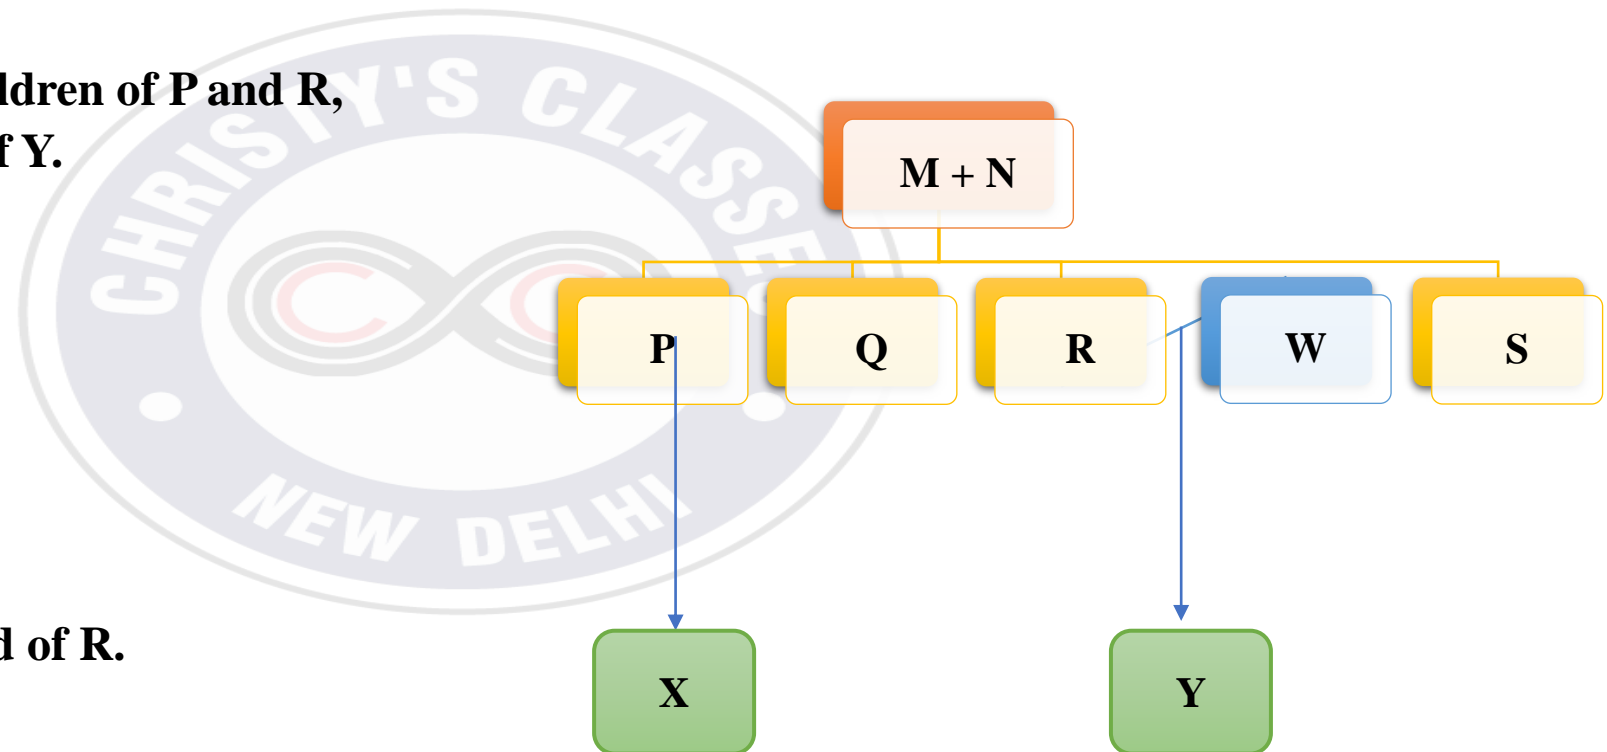 ldren of P and R,
f Y.
M + N
P
Q
R
W
S
d of R.
X
Y
CHRISTY'S CLASSES
NEW DELHI